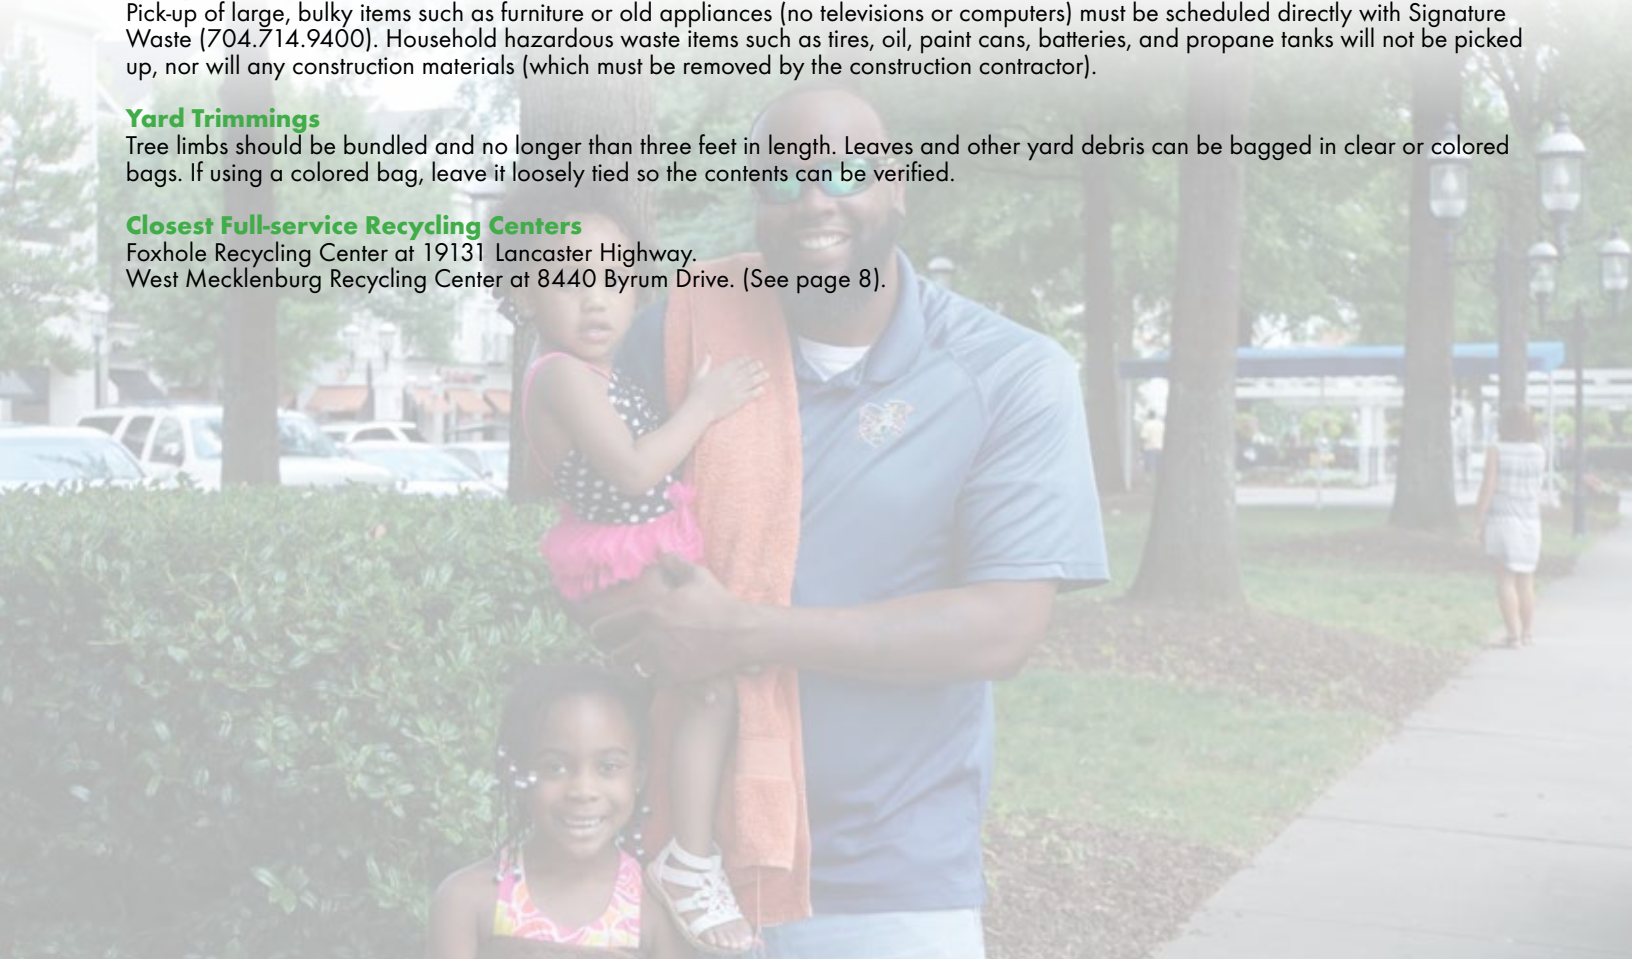 Pick-up of large, bulky items such as furniture or old appliances (no televisions or computers) must be scheduled directly with Signature
Waste (704.714.9400). Household hazardous waste items such as tires, oil, paint cans, batteries, and propane tanks will not be picked
up, nor will any construction materials (which must be removed by the construction contractor).
Yard Trimmings
Tree limbs should be bundled and no longer than three feet in length. Leaves and other yard debris can be bagged in clear or colored
bags. If using a colored bag, leave it loosely tied so the contents can be verified.
Closest Full-service Recycling Centers
Foxhole Recycling Center at 19131 Lancaster Highway.
West Mecklenburg Recycling Center at 8440 Byrum Drive. (See page 8).